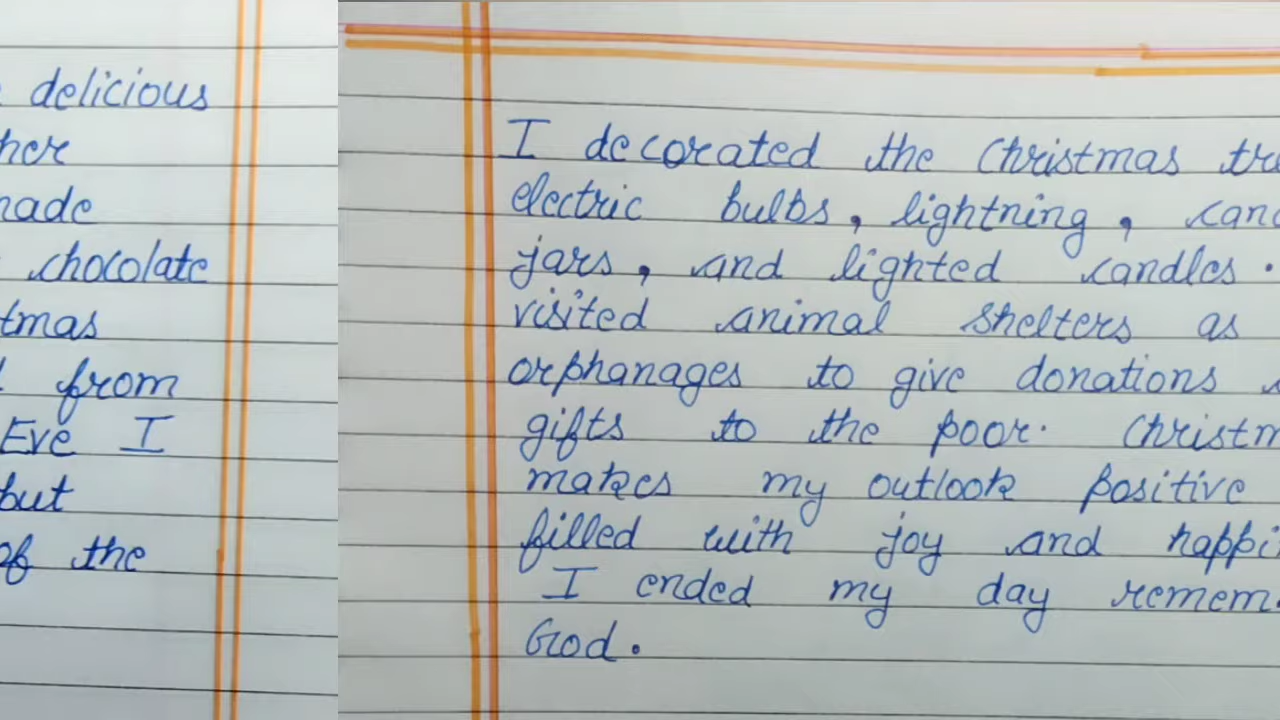 delicious
her
made
chocolate
tmas
from
Eve I
but
of the
I decorated the Christmas tr
electric bulbs, lightning, can
jars, and lighted candles.
visited animal shelters as
orphanages to give donations
gifts to the poor. Christm
makes my outlook positive
filled with joy and happi
I ended my day remem
God.